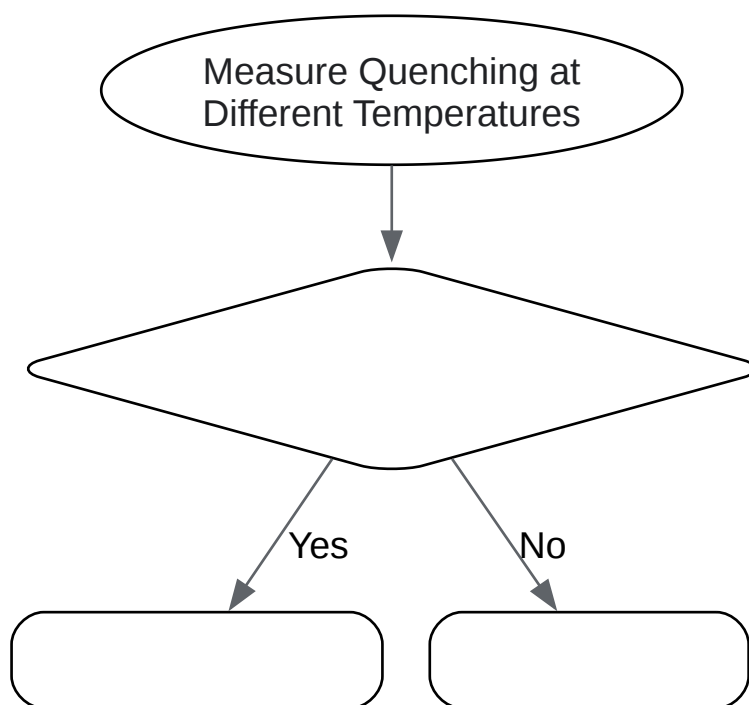 Measure Quenching at
Different Temperatures
Yes
No